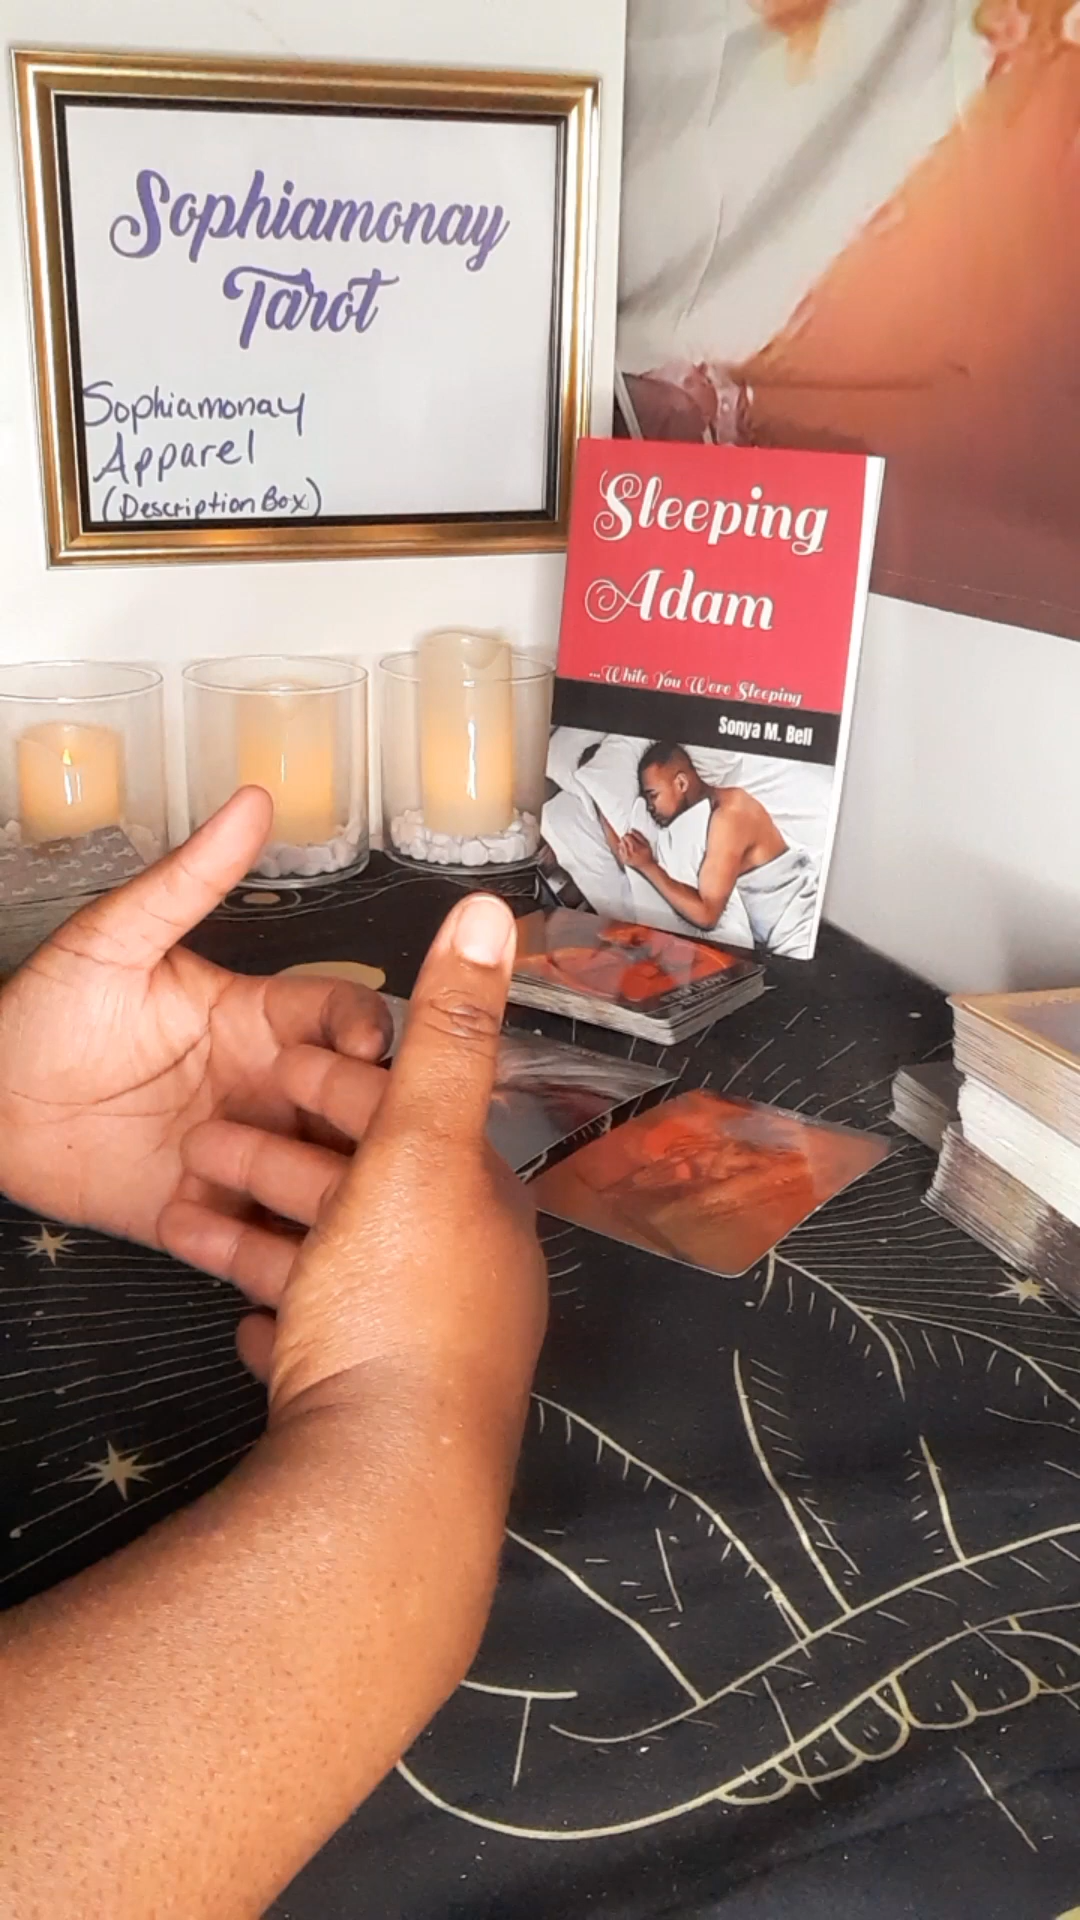 Sophiamonay
Tarot
Sophiamonay
Apparel
(Description Box)
Sleeping
Adam
...While You Were Sleeping
Sonya M. Bell